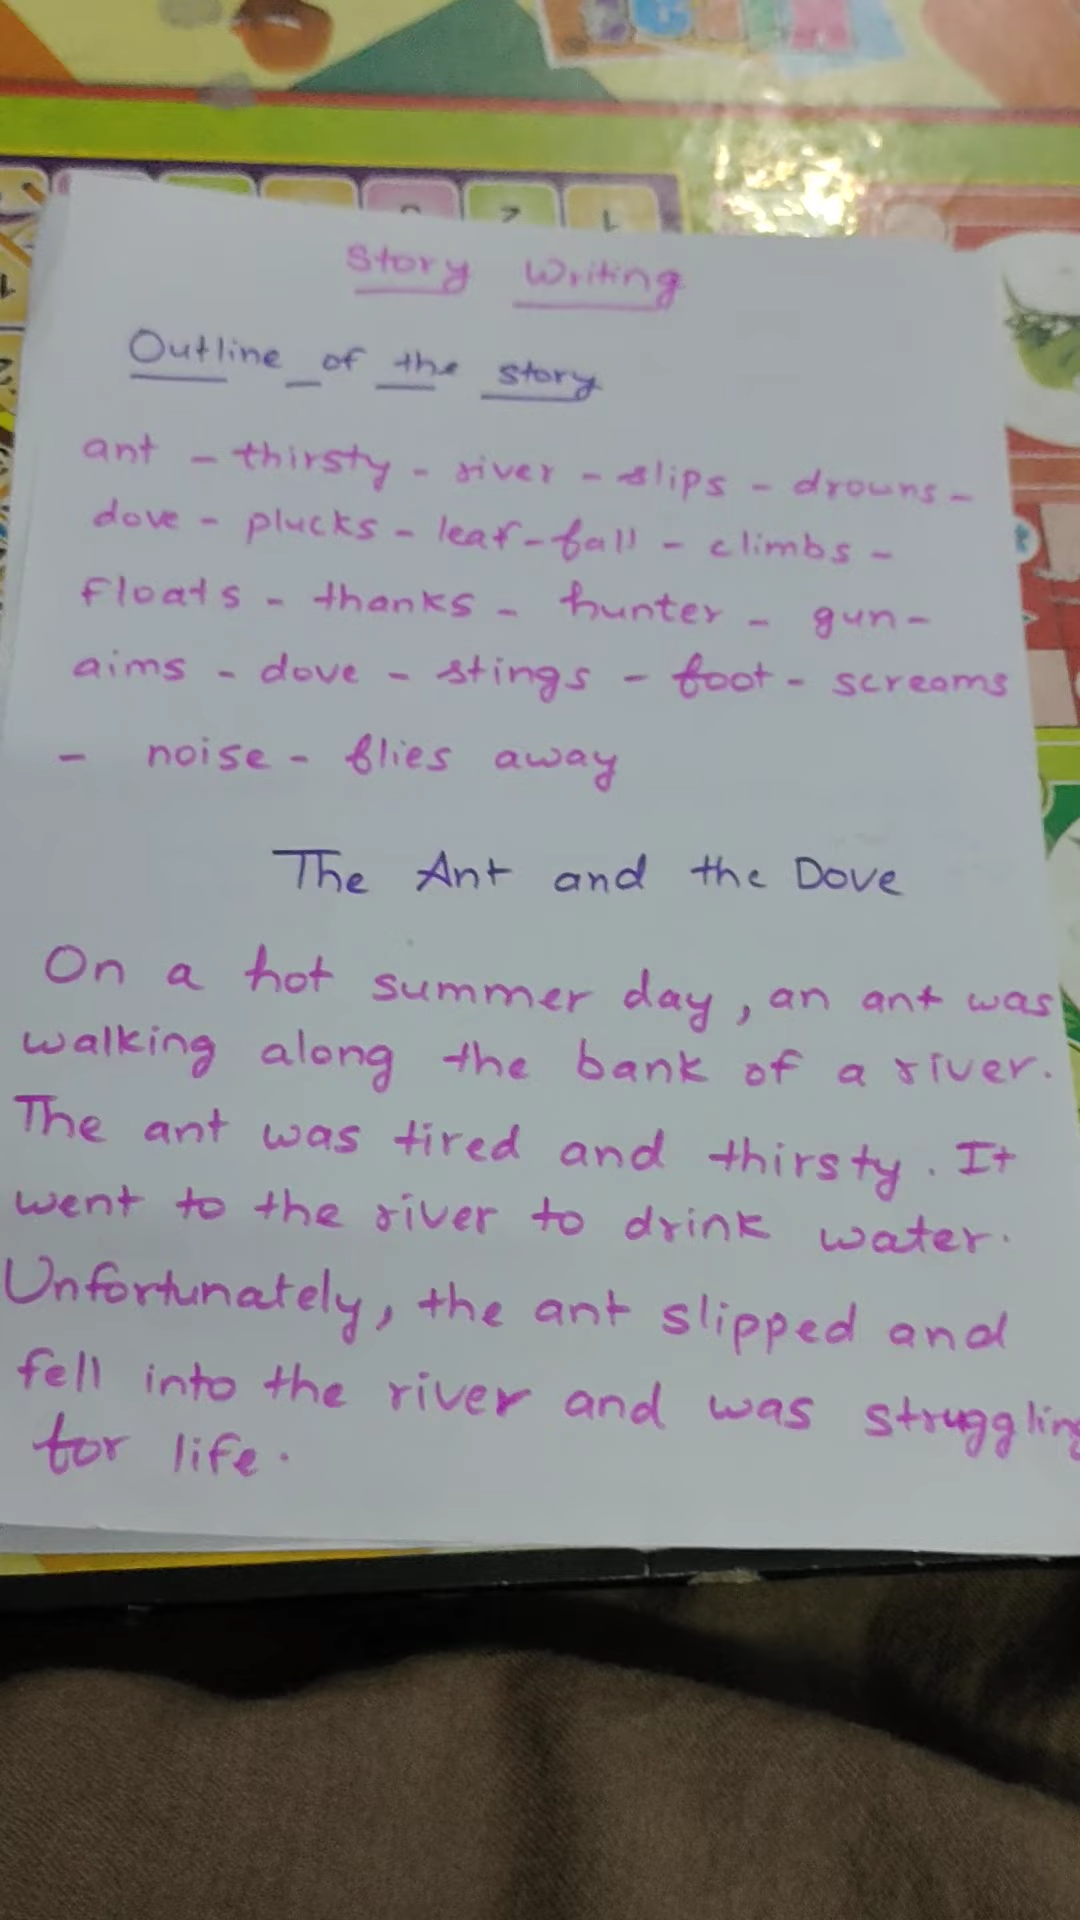 Story Writing
Outline of the story
ant - thirsty - river - slips - drowns -
dove - plucks - leaf - fall - climbs -
Floats - thanks - hunter - gun -
aims - dove - stings - foot - screams
- noise - flies away
The Ant and the Dove
On a hot summer day, an ant was
walking along the bank of a river.
The ant was tired and thirsty. It
went to the river to drink water.
Unfortunately, the ant slipped and
fell into the river and was struggling
for life.